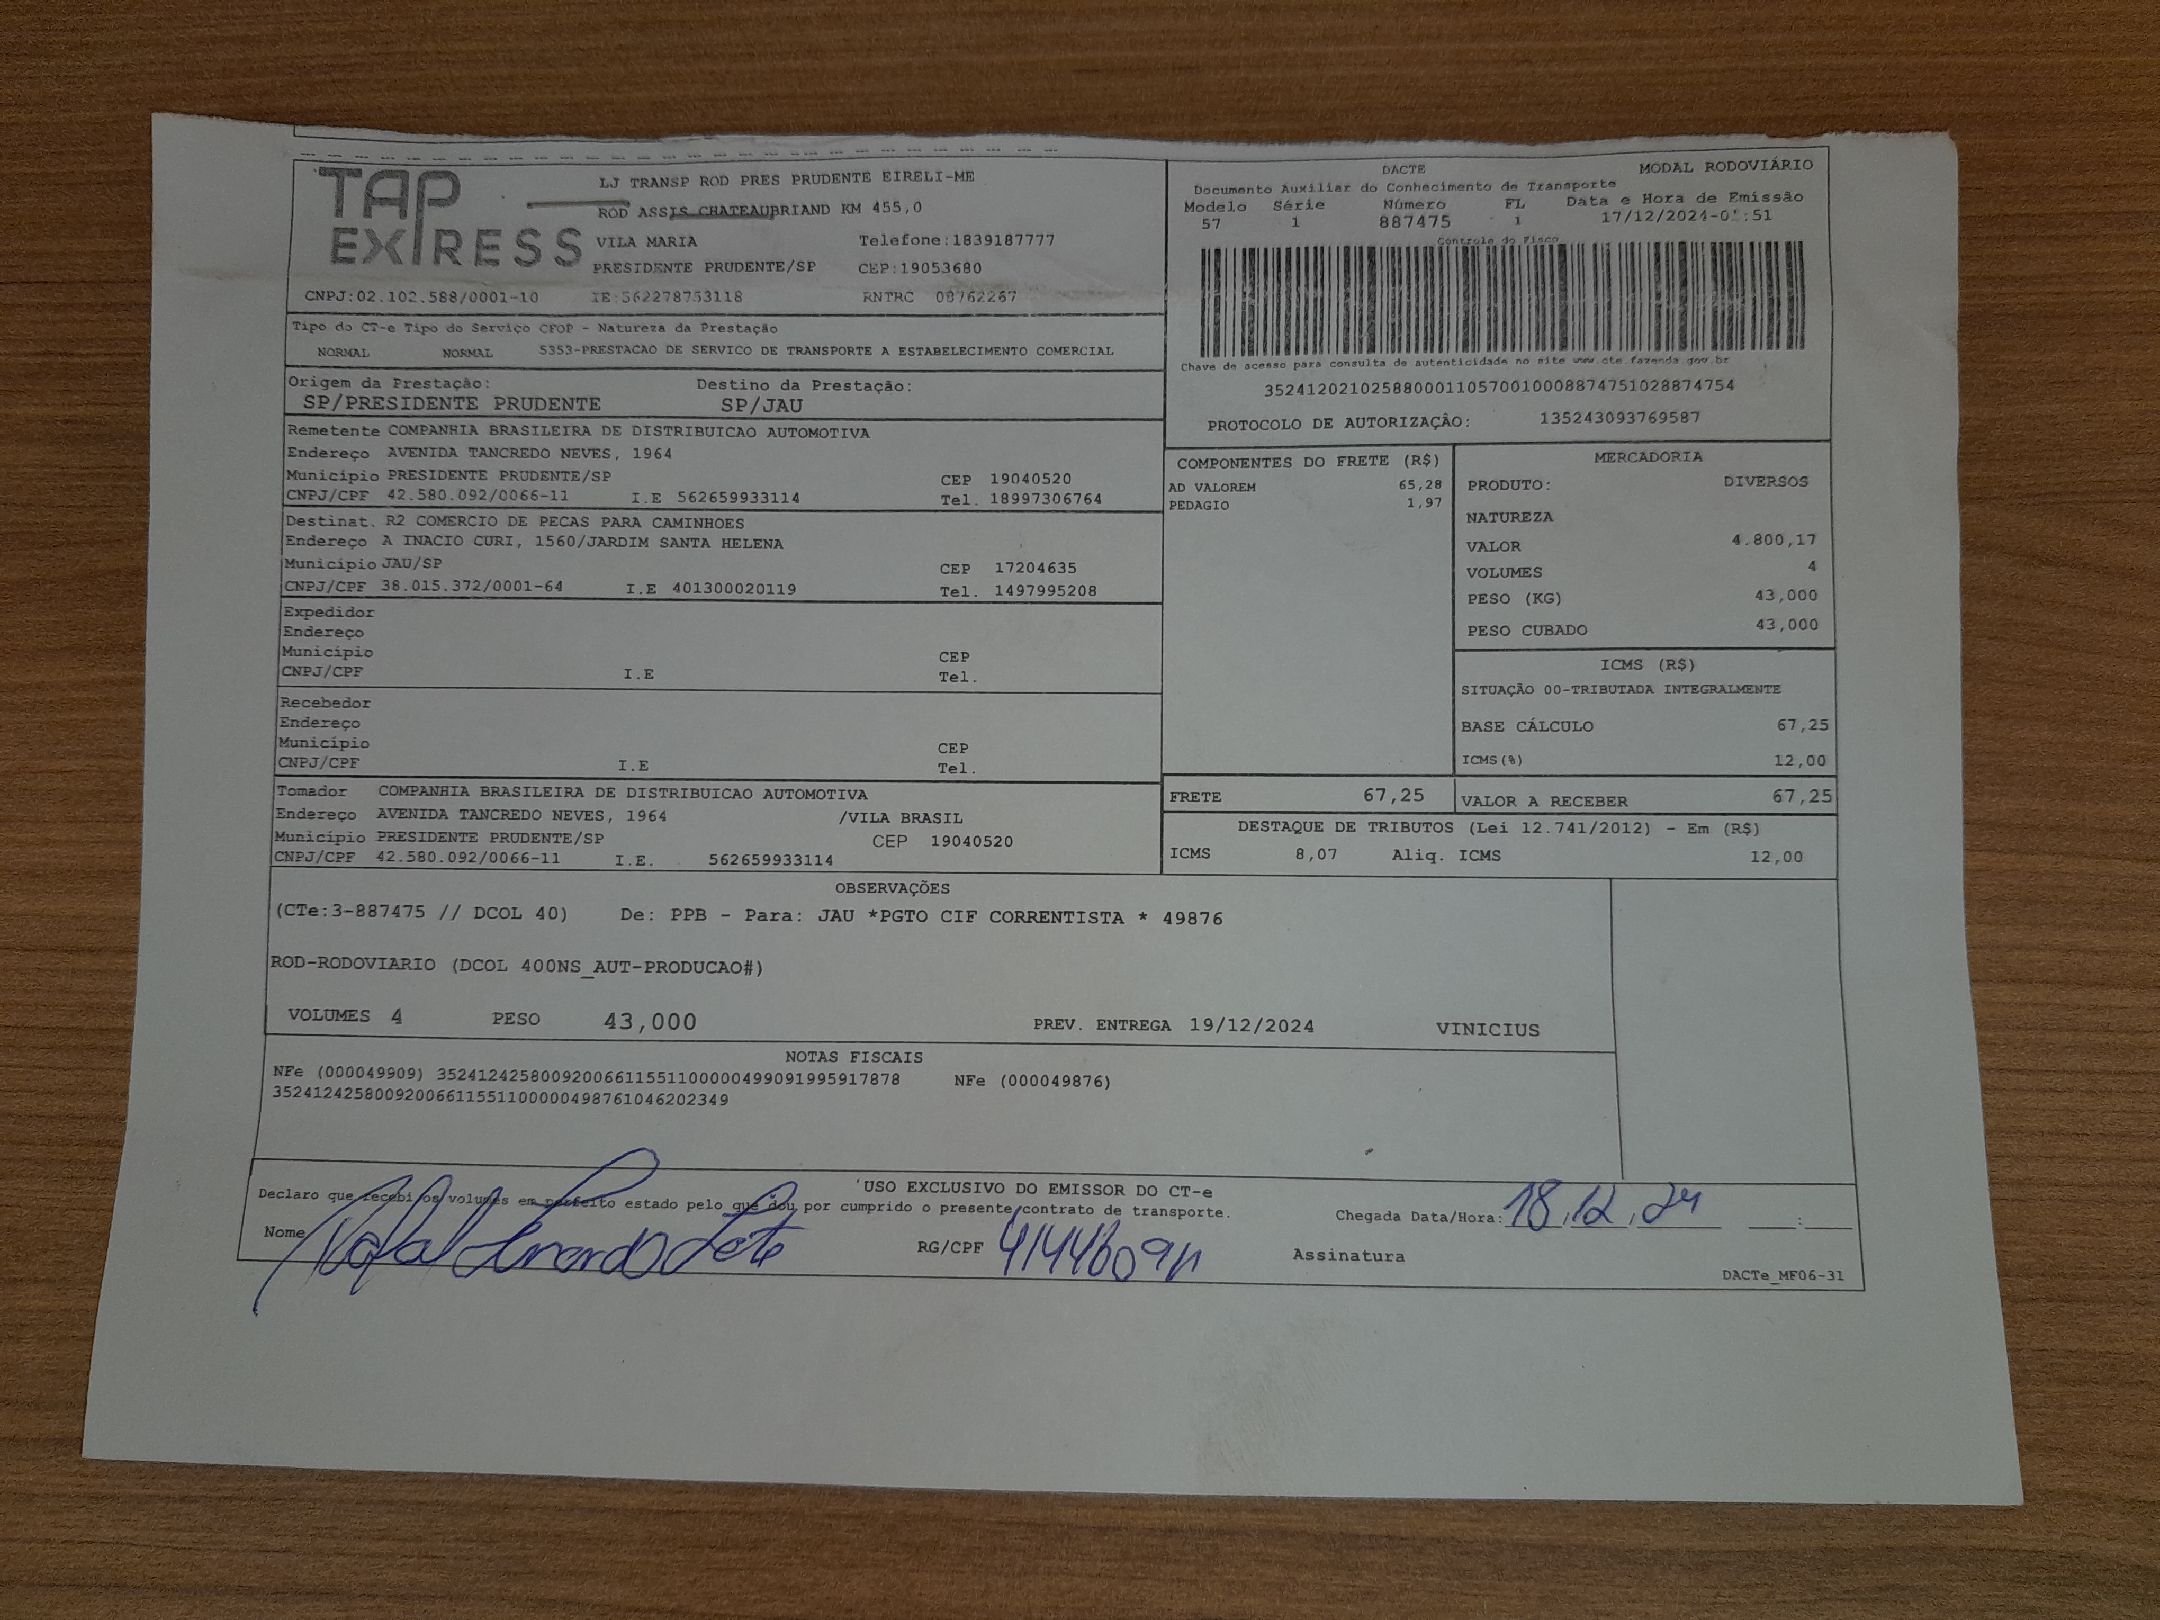 TAP EXPRESS
LJ TRANSP ROD PRES PRUDENTE EIRELI-ME
ROD ASSIS CHATEAUBRIAND KM 455,0
VILA MARIA Telefone:1839187777
PRESIDENTE PRUDENTE/SP CEP:19053680
CNPJ:02.102.588/0001-10 IE:562278753118 RNTRC 08762267
Tipo do CT-e Tipo do Serviço CFOP - Natureza da Prestação
NORMAL NORMAL 5353-PRESTACAO DE SERVICO DE TRANSPORTE A ESTABELECIMENTO COMERCIAL
Origem da Prestação: Destino da Prestação:
SP/PRESIDENTE PRUDENTE SP/JAU
DACTE MODAL RODOVIÁRIO
Documento Auxiliar do Conhecimento de Transporte
Modelo Série Número FL Data e Hora de Emissão
57 1 887475 1 17/12/2024
Controle do Fisco
Chave de acesso para consulta de autenticidade no site www.cte.fazenda.gov.br
35241202102588000110570010008874751028874754
PROTOCOLO DE AUTORIZAÇÃO: 135243093769587
Remetente COMPANHIA BRASILEIRA DE DISTRIBUICAO AUTOMOTIVA
Endereço AVENIDA TANCREDO NEVES, 1964
Município PRESIDENTE PRUDENTE/SP CEP 19040520
CNPJ/CPF 42.580.092/0066-11 I.E 562659933114 Tel. 18997306764
Destinat. R2 COMERCIO DE PECAS PARA CAMINHOES
Endereço A INACIO CURI, 1560/JARDIM SANTA HELENA
Município JAU/SP CEP 17204635
CNPJ/CPF 38.015.372/0001-64 I.E 401300020119 Tel. 1497995208
Expedidor
Endereço
Município CEP
CNPJ/CPF I.E Tel.
Recebedor
Endereço
Município CEP
CNPJ/CPF I.E Tel.
Tomador COMPANHIA BRASILEIRA DE DISTRIBUICAO AUTOMOTIVA
Endereço AVENIDA TANCREDO NEVES, 1964 /VILA BRASIL
Município PRESIDENTE PRUDENTE/SP CEP 19040520
CNPJ/CPF 42.580.092/0066-11 I.E. 562659933114
COMPONENTES DO FRETE (R$)
AD VALOREM 65,28
PEDAGIO 1,97
MERCADORIA
PRODUTO: DIVERSOS
NATUREZA
VALOR 4.800,17
VOLUMES 4
PESO (KG) 43,000
PESO CUBADO 43,000
ICMS (R$)
SITUAÇÃO 00-TRIBUTADA INTEGRALMENTE
BASE CÁLCULO 67,25
ICMS(%) 12,00
FRETE 67,25 VALOR A RECEBER 67,25
DESTAQUE DE TRIBUTOS (Lei 12.741/2012) - Em (R$)
ICMS 8,07 Aliq. ICMS 12,00
OBSERVAÇÕES
(CTe:3-887475 // DCOL 40) De: PPB - Para: JAU *PGTO CIF CORRENTISTA * 49876
ROD-RODOVIARIO (DCOL 400NS_AUT-PRODUCAO#)
VOLUMES 4 PESO 43,000 PREV. ENTREGA 19/12/2024 VINICIUS
NOTAS FISCAIS
NFe (000049909) 35241242580092006611551100000499091995917878 NFe (000049876)
35241242580092006611551100000498761046202349
USO EXCLUSIVO DO EMISSOR DO CT-e
Declaro que recebi os volumes em perfeito estado pelo que dou por cumprido o presente contrato de transporte.
Chegada Data/Hora: 18.12.24 :
Nome RG/CPF Assinatura
DACTe_MF06-31